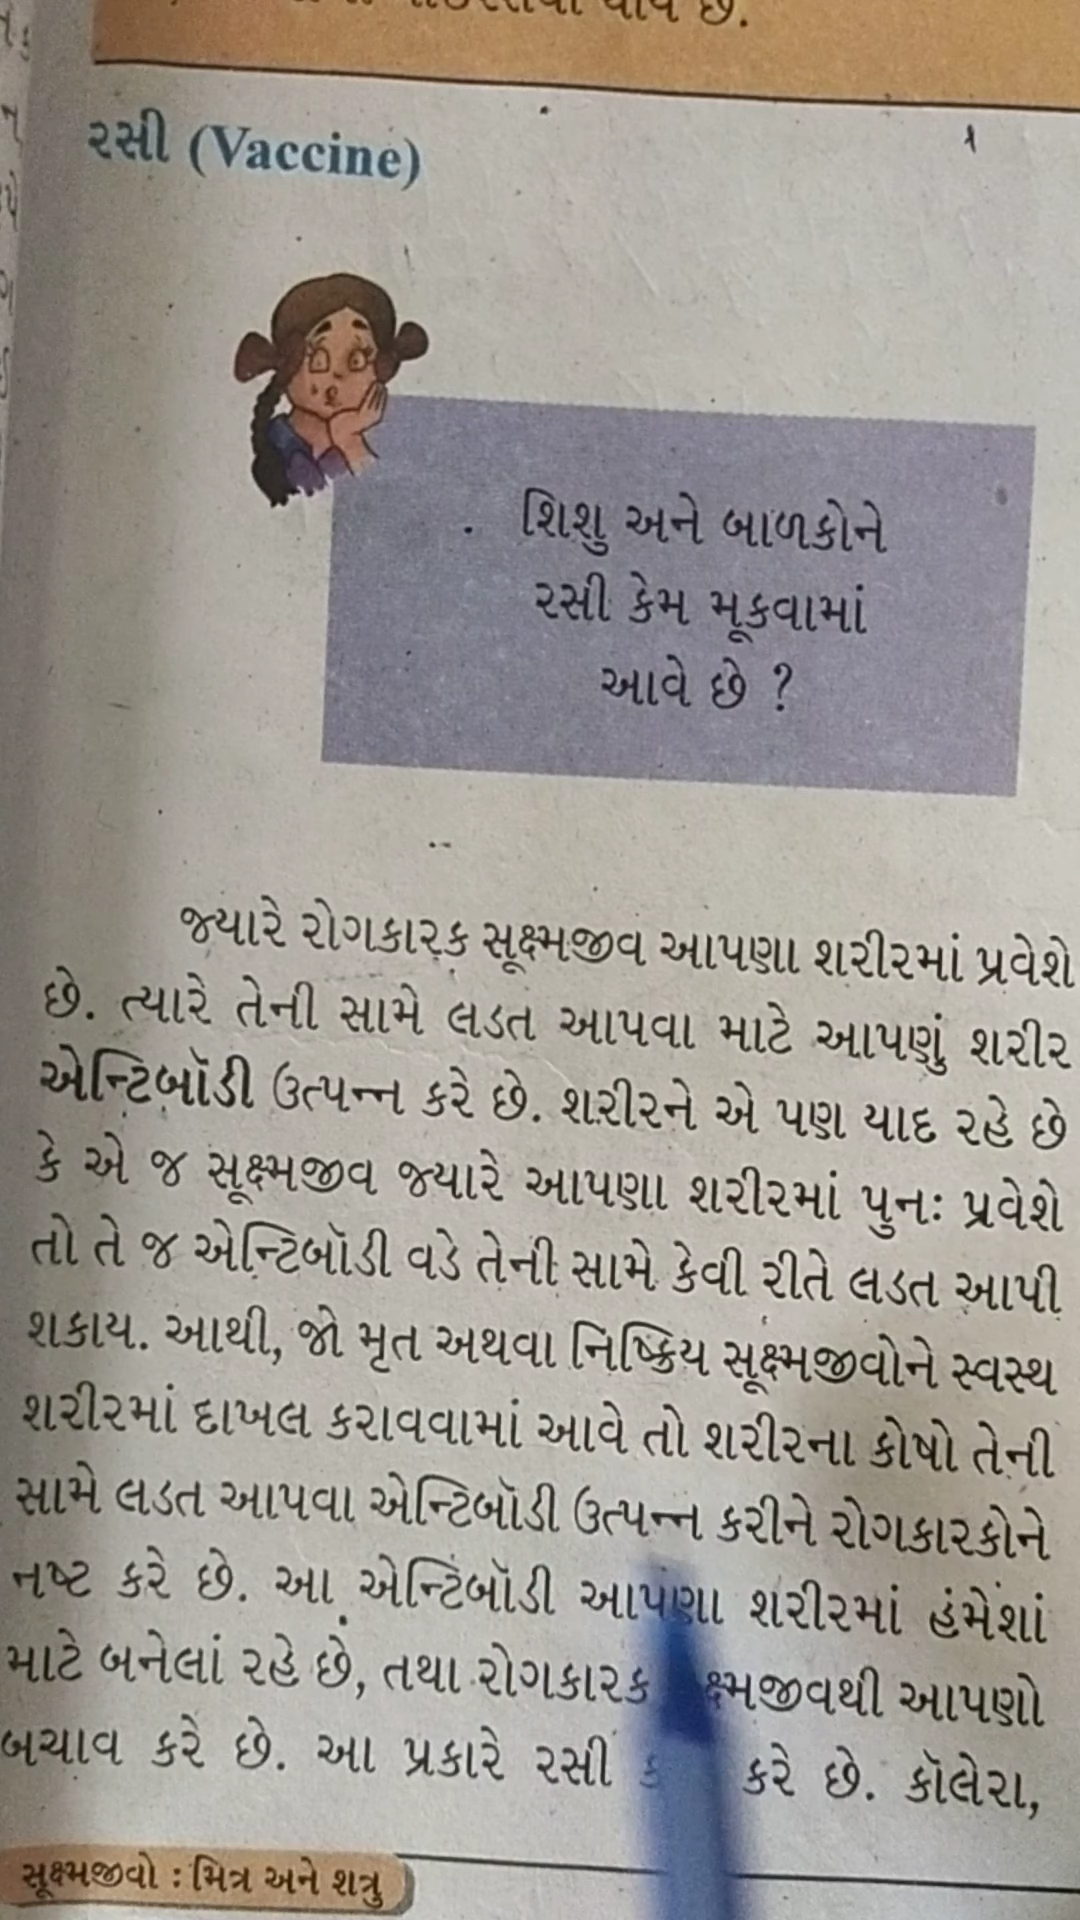 છે.
રસી (Vaccine)
શિશુ અને બાળકોને
રસી કેમ મૂકવામાં
આવે છે ?
જ્યારે રોગકારક સૂક્ષ્મજીવ આપણા શરીરમાં પ્રવેશે
છે. ત્યારે તેની સામે લડત આપવા માટે આપણું શરીર
એન્ટિબૉડી ઉત્પન્ન કરે છે. શરીરને એ પણ યાદ રહે છે
કે એ જ સૂક્ષ્મજીવ જ્યારે આપણા શરીરમાં પુનઃ પ્રવેશે
તો તે જ એન્ટિબૉડી વડે તેની સામે કેવી રીતે લડત આપી
શકાય. આથી, જો મૃત અથવા નિષ્ક્રિય સૂક્ષ્મજીવોને સ્વસ્થ
શરીરમાં દાખલ કરાવવામાં આવે તો શરીરના કોષો તેની
સામે લડત આપવા એન્ટિબૉડી ઉત્પન્ન કરીને રોગકારકોને
નષ્ટ કરે છે. આ એન્ટિબૉડી આપણા શરીરમાં હંમેંશાં
માટે બનેલાં રહે છે, તથા રોગકારક આપણો
બચાવ કરે છે. આ પ્રકારે રસી કરે છે. કૉલેરા,
સૂક્ષ્મજીવો : મિત્ર અને શત્રુ